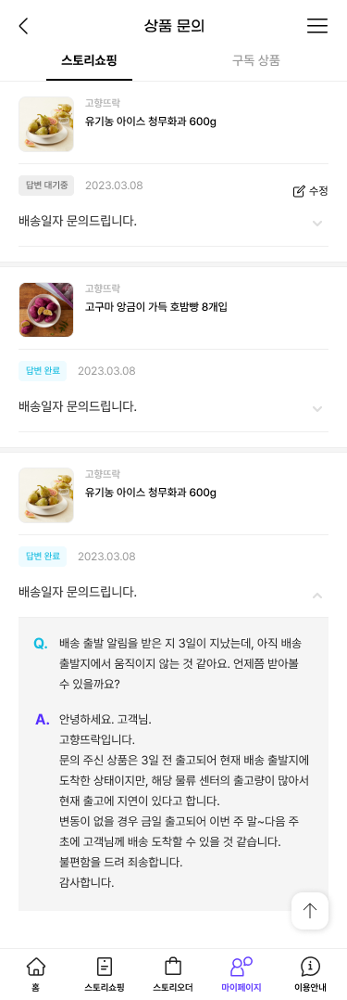 상품 문의
스토리쇼핑
구독 상품
고향뜨락
유기농 아이스 청무화과 600g
답변 대기중
2023.03.08
수정
배송일자 문의드립니다.
고향뜨락
고구마 앙금이 가득 호밤빵 8개입
답변 완료
2023.03.08
배송일자 문의드립니다.
고향뜨락
유기농 아이스 청무화과 600g
답변 완료
2023.03.08
배송일자 문의드립니다.
Q. 배송 출발 알림을 받은 지 3일이 지났는데, 아직 배송
출발지에서 움직이지 않는 것 같아요. 언제쯤 받아볼
수 있을까요?
A. 안녕하세요. 고객님.
고향뜨락입니다.
문의 주신 상품은 3일 전 출고되어 현재 배송 출발지에
도착한 상태이지만, 해당 물류 센터의 출고량이 많아서
현재 출고에 지연이 있다고 합니다.
변동이 없을 경우 금일 출고되어 이번 주 말~다음 주
초에 고객님께 배송 도착할 수 있을 것 같습니다.
불편함을 드려 죄송합니다.
감사합니다.
홈
스토리쇼핑
스토리오더
마이페이지
이용안내